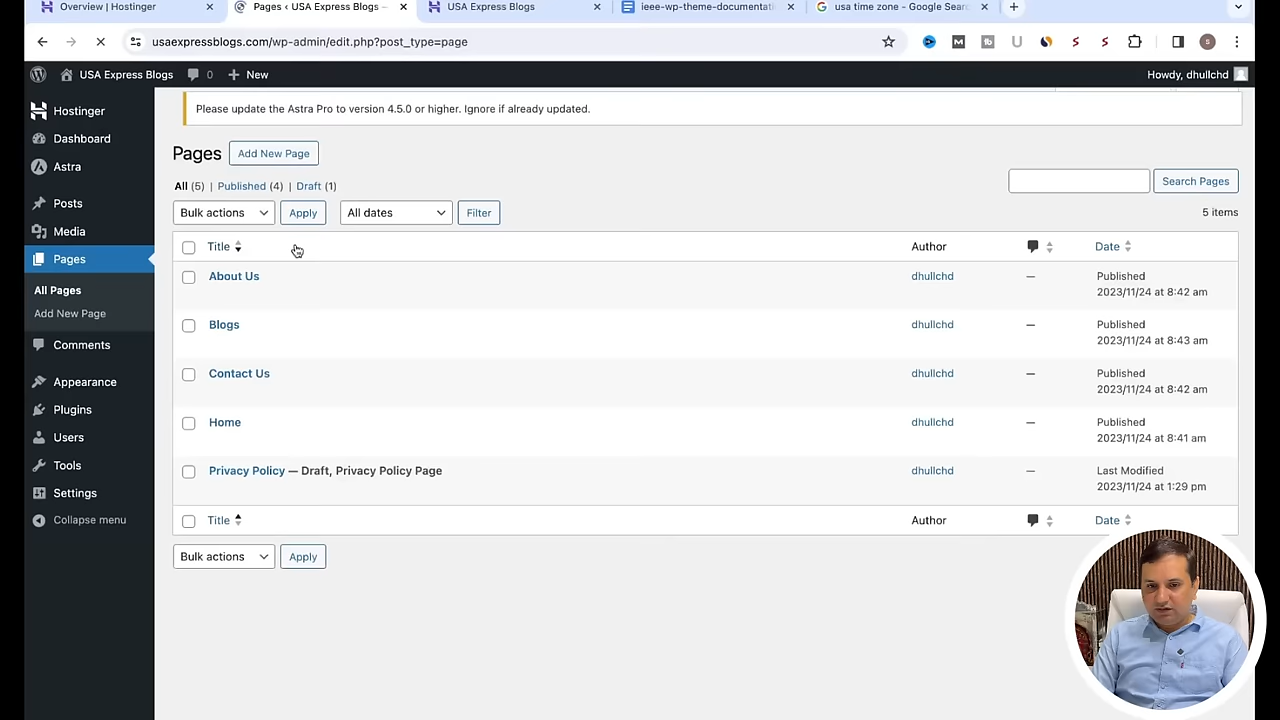 Overview | Hostinger
Pages ‹ USA Express Blogs —
USA Express Blogs
ieee-wp-theme-documentati
usa time zone - Google Searc
usaexpressblogs.com/wp-admin/edit.php?post_type=page
USA Express Blogs
0
New
Howdy, dhullchd
Hostinger
Dashboard
Astra
Posts
Media
Pages
All Pages
Add New Page
Comments
Appearance
Plugins
Users
Tools
Settings
Collapse menu
Please update the Astra Pro to version 4.5.0 or higher. Ignore if already updated.
Pages Add New Page
All (5) | Published (4) | Draft (1)
Search Pages
Bulk actions Apply All dates Filter
5 items
Title Author Date
About Us dhullchd — Published
2023/11/24 at 8:42 am
Blogs dhullchd — Published
2023/11/24 at 8:43 am
Contact Us dhullchd — Published
2023/11/24 at 8:42 am
Home dhullchd — Published
2023/11/24 at 8:41 am
Privacy Policy — Draft, Privacy Policy Page dhullchd — Last Modified
2023/11/24 at 1:29 pm
Title Author Date
Bulk actions Apply